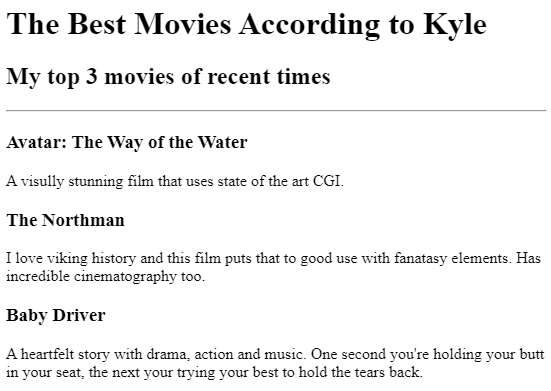 The Best Movies According to Kyle
My top 3 movies of recent times
Avatar: The Way of the Water
A visully stunning film that uses state of the art CGI.
The Northman
I love viking history and this film puts that to good use with fanatasy elements. Has
incredible cinematography too.
Baby Driver
A heartfelt story with drama, action and music. One second you're holding your butt
in your seat, the next your trying your best to hold the tears back.